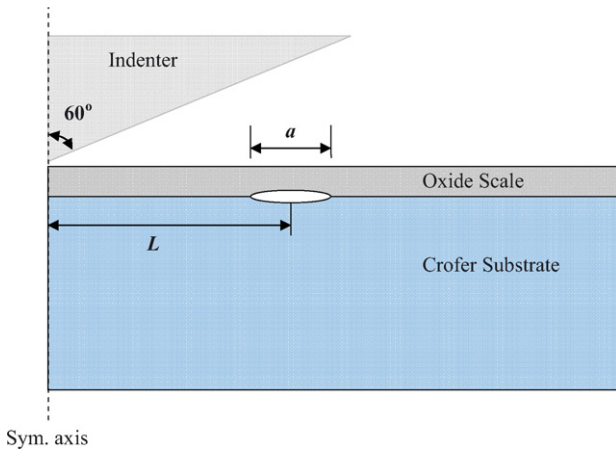 Indenter
60°
a
Oxide Scale
L
Crofer Substrate
Sym. axis